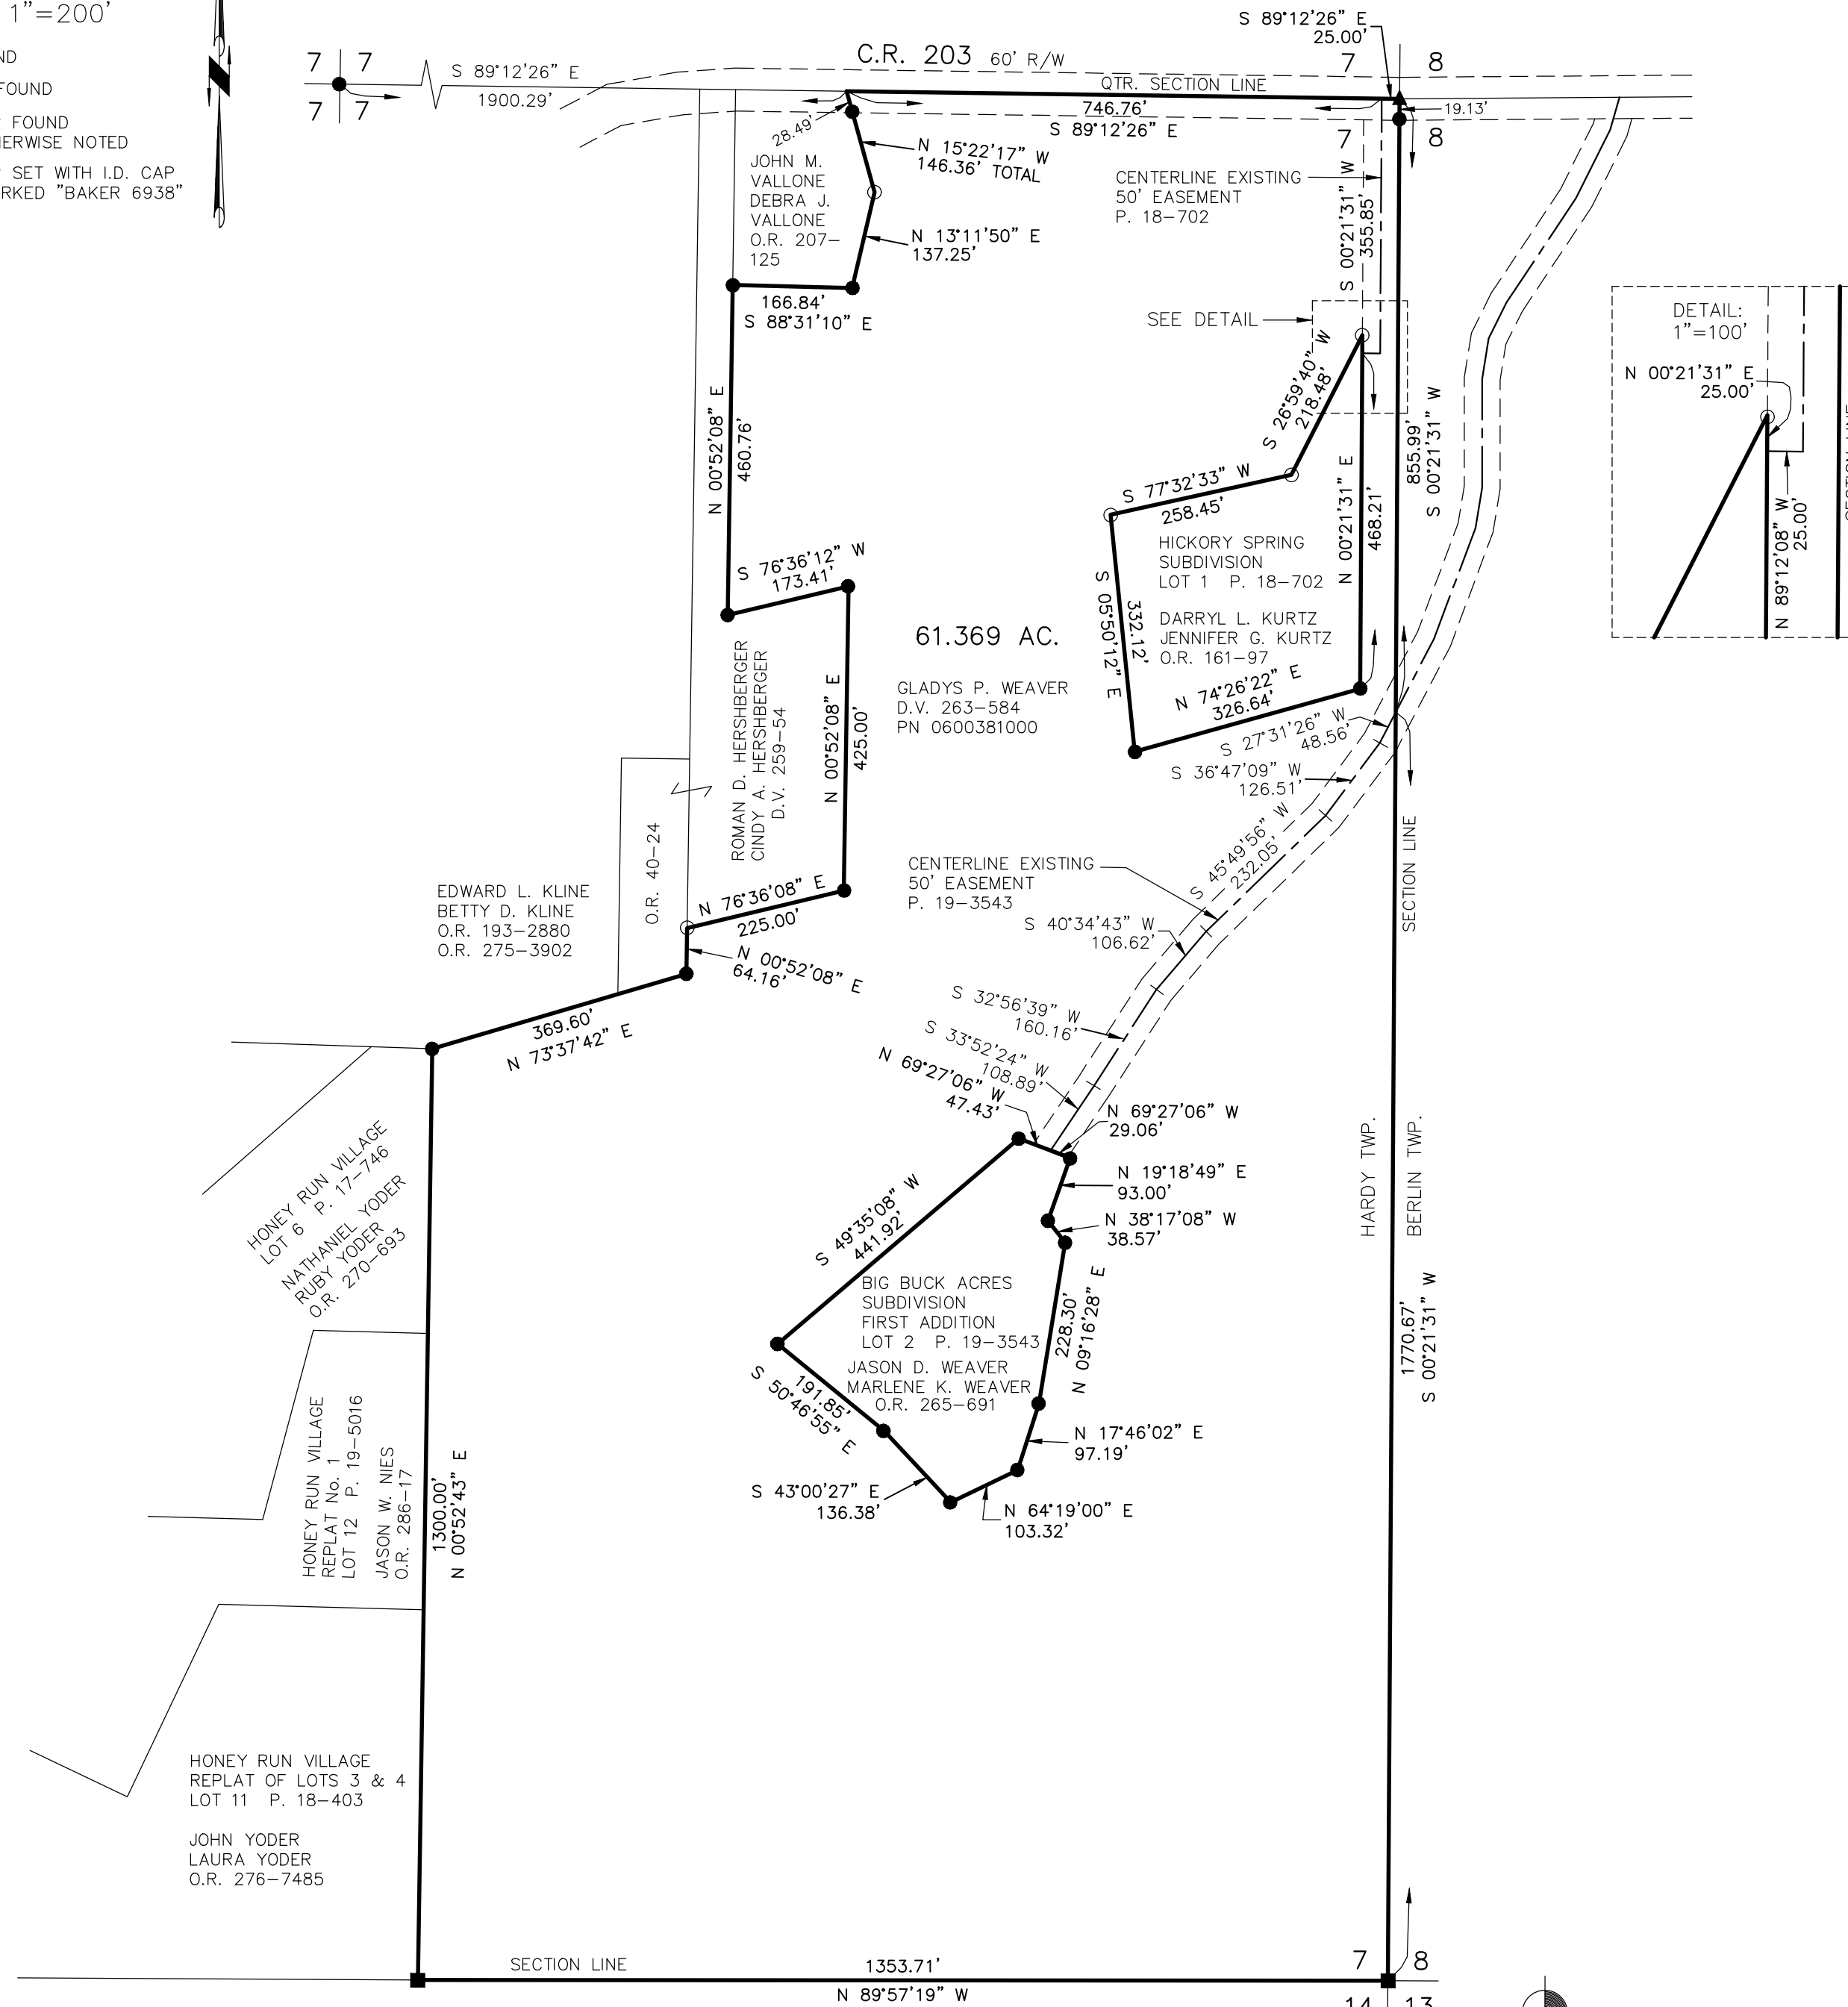 1"=200'
ND
FOUND
FOUND
HERWISE NOTED
SET WITH I.D. CAP
RKED "BAKER 6938"
7 7
7 7
S 89°12'26" E
1900.29'
C.R. 203 60' R/W
S 89°12'26" E
25.00'
7 8
QTR. SECTION LINE
746.76'
S 89°12'26" E
19.13'
7 8
28.49'
N 15°22'17" W
146.36' TOTAL
JOHN M.
VALLONE
DEBRA J.
VALLONE
O.R. 207-
125
N 13°11'50" E
137.25'
166.84'
S 88°31'10" E
CENTERLINE EXISTING
50' EASEMENT
P. 18-702
S 00°21'31" W
355.85'
SEE DETAIL
DETAIL:
1"=100'
N 00°21'31" E
25.00'
N 89°12'08" W
25.00'
N 00°52'08" E
460.76'
S 26°59'40" W
218.48'
855.99'
S 00°21'31" W
S 77°32'33" W
258.45'
N 00°21'31" E
468.21'
HICKORY SPRING
SUBDIVISION
LOT 1 P. 18-702
DARRYL L. KURTZ
JENNIFER G. KURTZ
O.R. 161-97
S 05°50'12" E
332.12'
N 74°26'22" E
326.64'
S 76°36'12" W
173.41'
61.369 AC.
GLADYS P. WEAVER
D.V. 263-584
PN 0600381000
ROMAN D. HERSHBERGER
CINDY A. HERSHBERGER
D.V. 259-54
N 00°52'08" E
425.00'
S 27°31'26" W
48.56'
S 36°47'09" W
126.51'
S 45°49'56" W
232.05'
CENTERLINE EXISTING
50' EASEMENT
P. 19-3543
S 40°34'43" W
106.62'
SECTION LINE
O.R. 40-24
EDWARD L. KLINE
BETTY D. KLINE
O.R. 193-2880
O.R. 275-3902
N 76°36'08" E
225.00'
N 00°52'08" E
64.16'
369.60'
N 73°37'42" E
S 32°56'39" W
160.16'
S 33°52'24" W
108.89'
N 69°27'06" W
47.43'
N 69°27'06" W
29.06'
N 19°18'49" E
93.00'
N 38°17'08" W
38.57'
HARDY TWP.
BERLIN TWP.
HONEY RUN VILLAGE
LOT 6 P. 17-746
NATHANIEL YODER
RUBY YODER
O.R. 270-693
S 49°35'08" W
441.92'
BIG BUCK ACRES
SUBDIVISION
FIRST ADDITION
LOT 2 P. 19-3543
JASON D. WEAVER
MARLENE K. WEAVER
O.R. 265-691
228.30'
N 09°16'28" E
1770.67'
S 00°21'31" W
191.85'
S 50°46'55" E
N 17°46'02" E
97.19'
S 43°00'27" E
136.38'
N 64°19'00" E
103.32'
HONEY RUN VILLAGE
REPLAT No. 1
LOT 12 P. 19-5016
JASON W. NIES
O.R. 286-17
1300.00'
N 00°52'43" E
HONEY RUN VILLAGE
REPLAT OF LOTS 3 & 4
LOT 11 P. 18-403
JOHN YODER
LAURA YODER
O.R. 276-7485
SECTION LINE
1353.71'
N 89°57'19" W
7 8
14 13